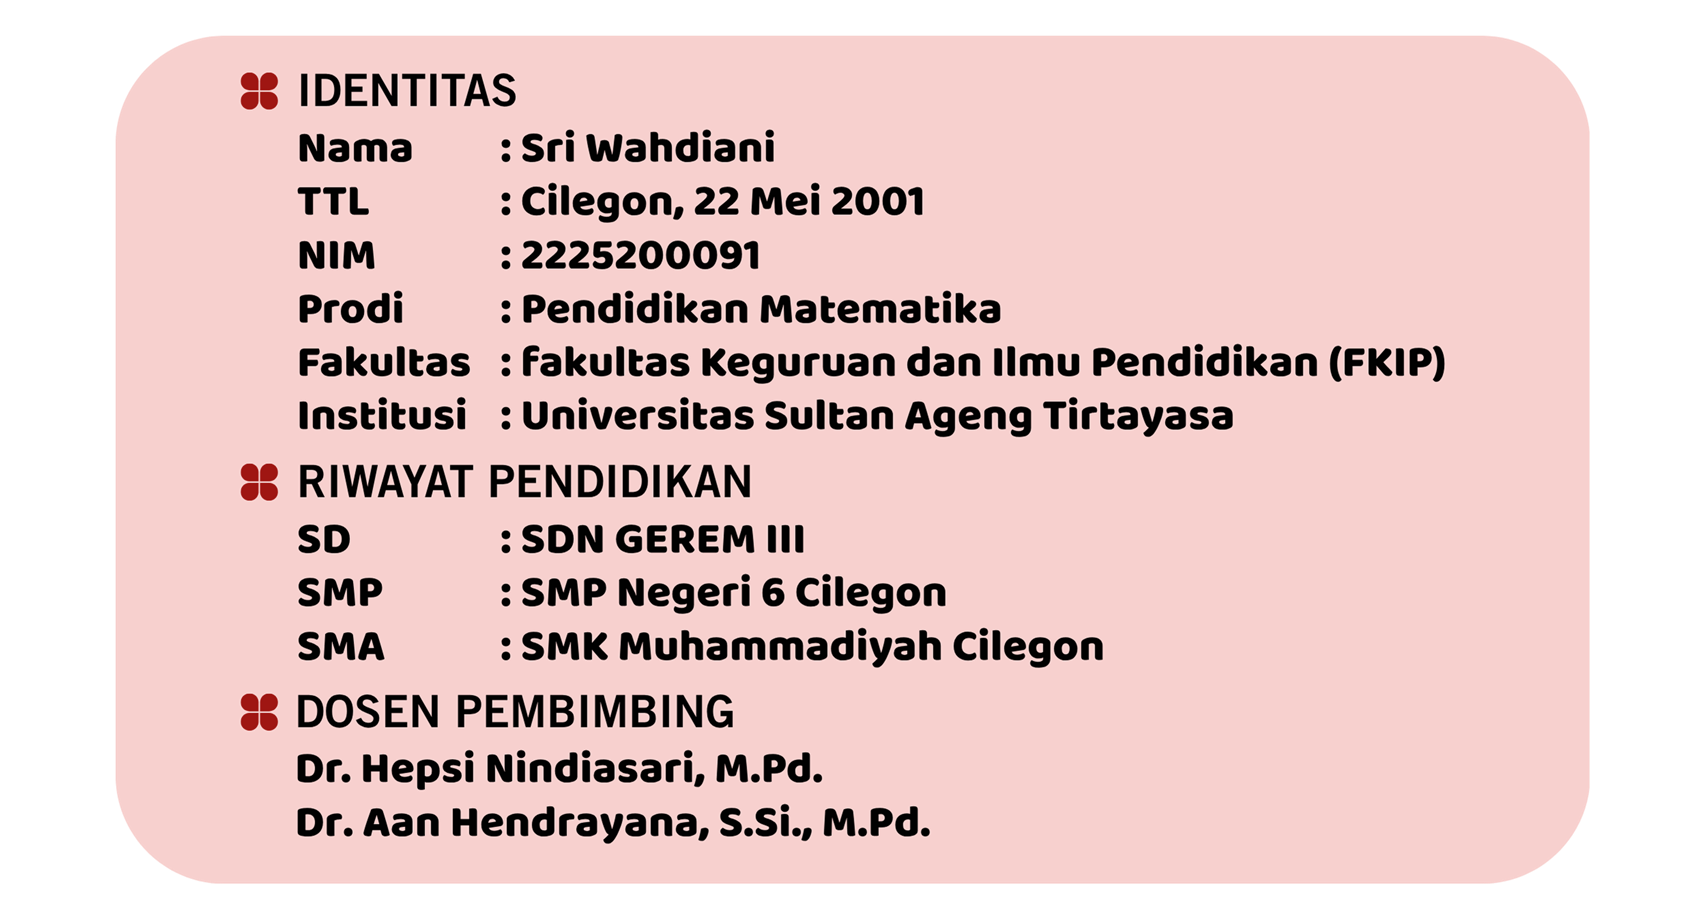 IDENTITAS
Nama : Sri Wahdiani
TTL : Cilegon, 22 Mei 2001
NIM : 2225200091
Prodi : Pendidikan Matematika
Fakultas : fakultas Keguruan dan Ilmu Pendidikan (FKIP)
Institusi : Universitas Sultan Ageng Tirtayasa
RIWAYAT PENDIDIKAN
SD : SDN GEREM III
SMP : SMP Negeri 6 Cilegon
SMA : SMK Muhammadiyah Cilegon
DOSEN PEMBIMBING
Dr. Hepsi Nindiasari, M.Pd.
Dr. Aan Hendrayana, S.Si., M.Pd.